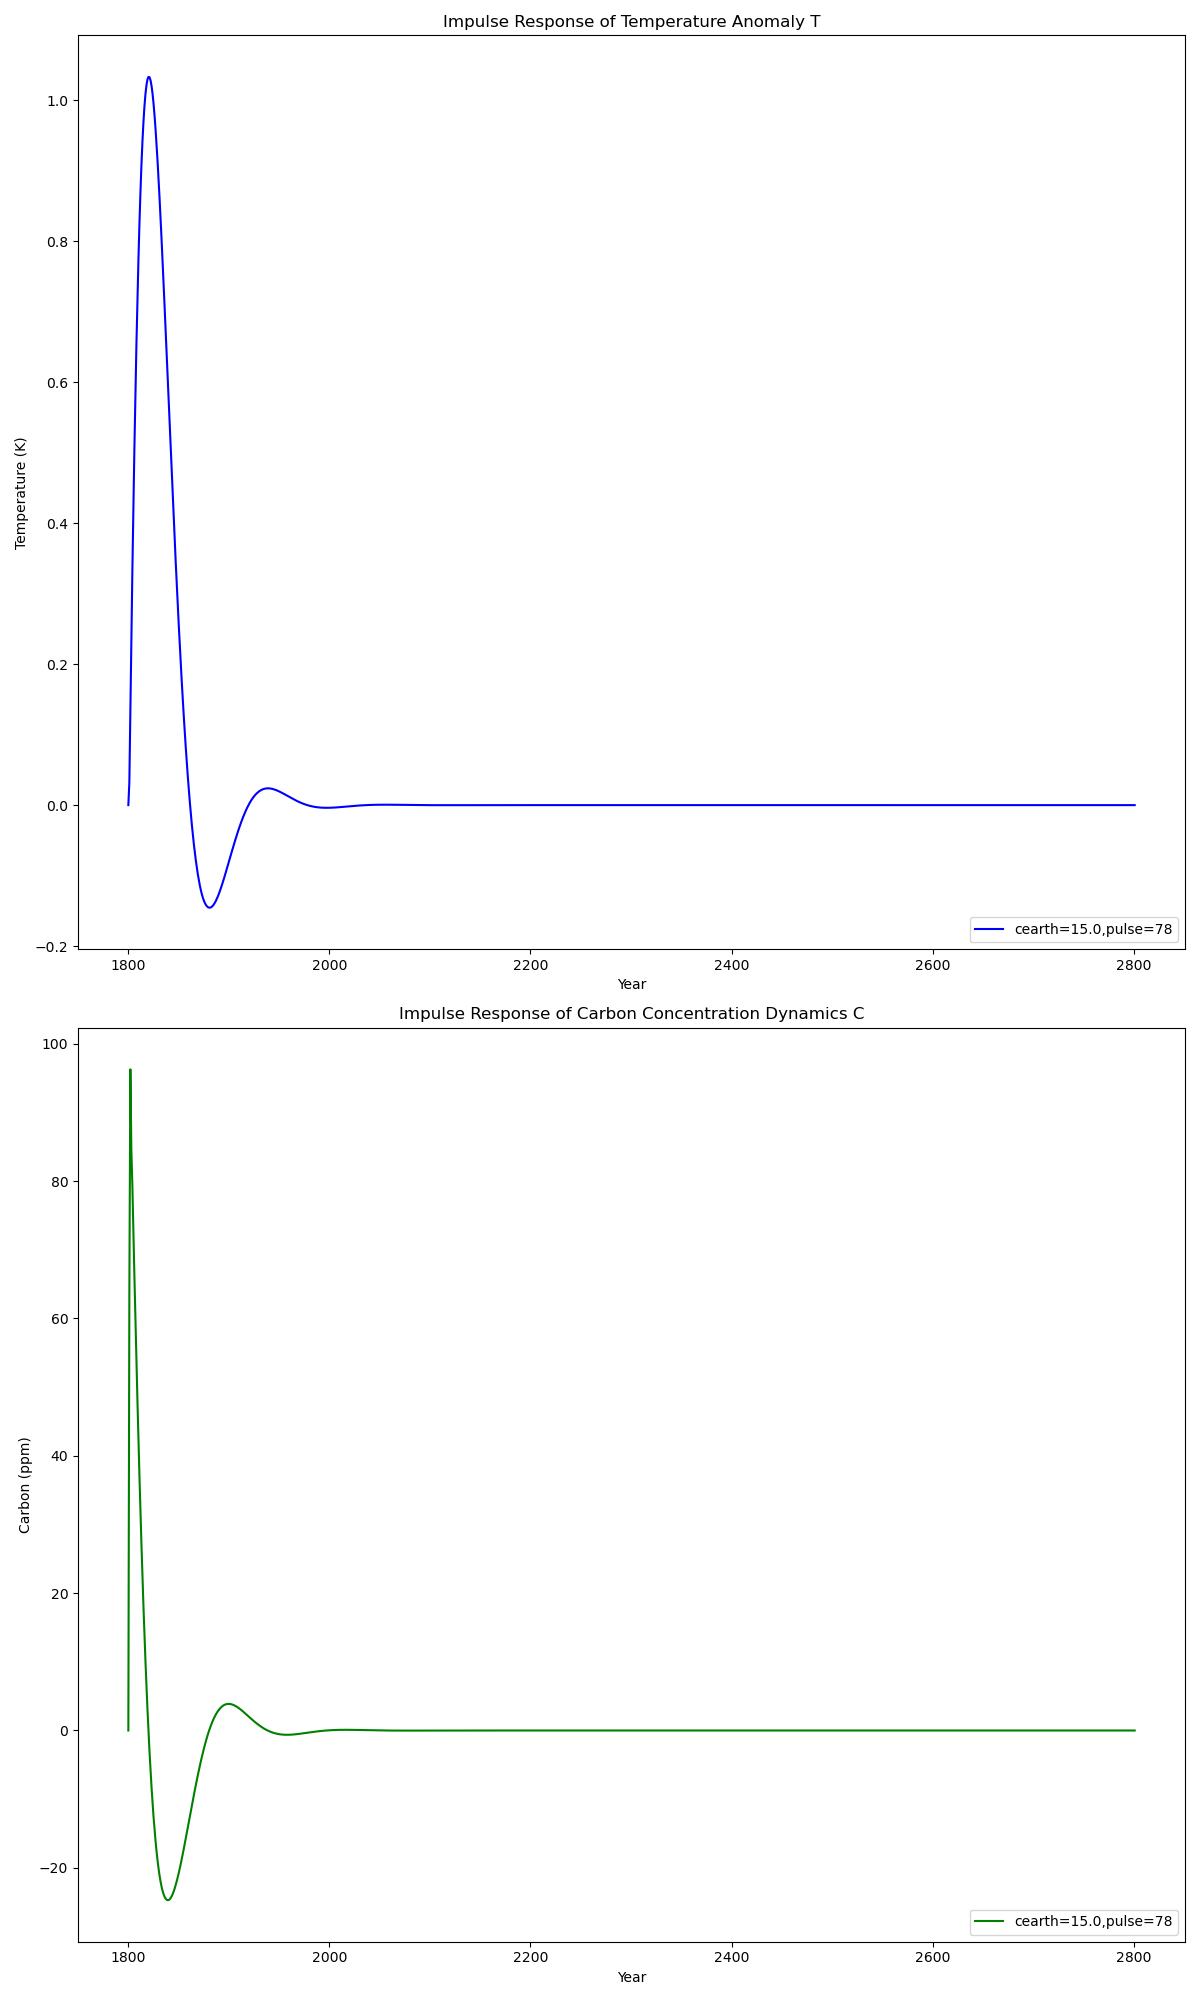 Impulse Response of Temperature Anomaly T
1.0
0.8
0.6
0.4
0.2
0.0
−0.2
Temperature (K)
cearth=15.0,pulse=78
1800 2000 2200 2400 2600 2800
Year
Impulse Response of Carbon Concentration Dynamics C
100
80
60
40
20
0
−20
Carbon (ppm)
cearth=15.0,pulse=78
1800 2000 2200 2400 2600 2800
Year